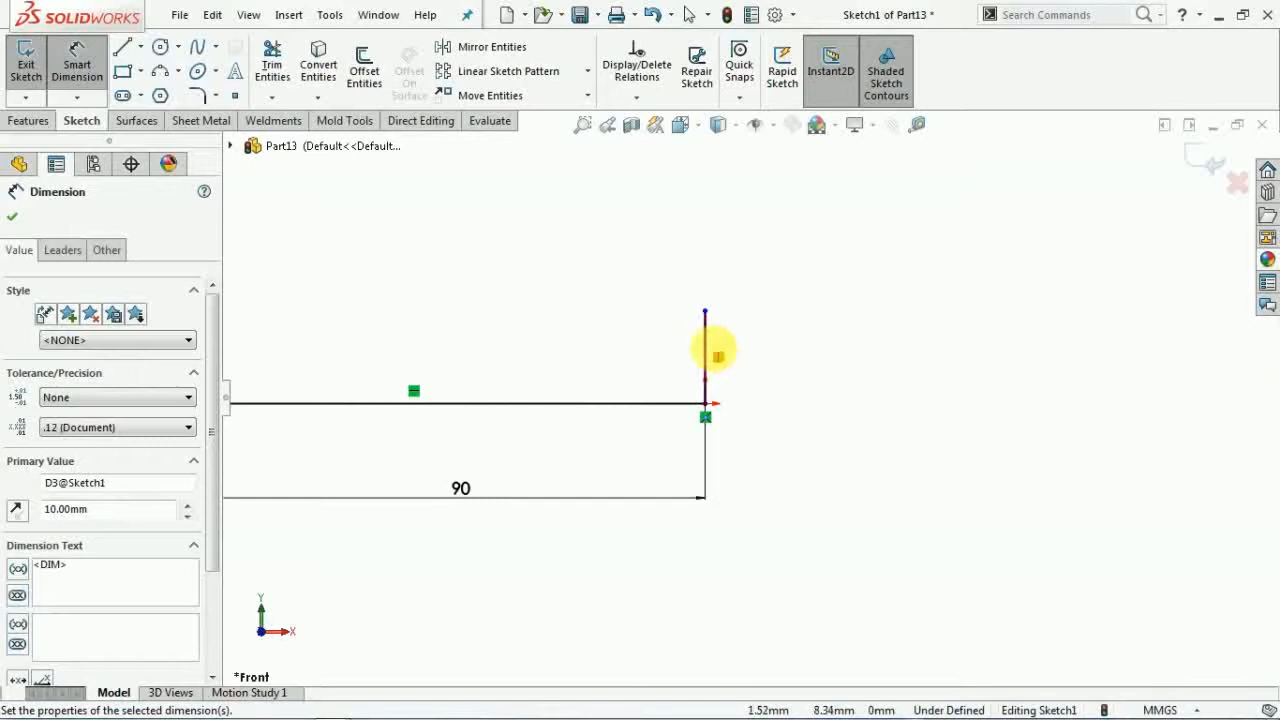 SOLIDWORKS
File Edit View Insert Tools Window Help
Sketch1 of Part13 *
Search Commands
?
Exit Sketch
Smart Dimension
Trim Entities
Convert Entities
Offset Entities
Offset On Surface
Mirror Entities
Linear Sketch Pattern
Move Entities
Display/Delete Relations
Repair Sketch
Quick Snaps
Rapid Sketch
Instant2D
Shaded Sketch Contours
Features Sketch Surfaces Sheet Metal Weldments Mold Tools Direct Editing Evaluate
Part13 (Default<<Default...
Dimension
Value Leaders Other
Style
<NONE>
Tolerance/Precision
None
.12 (Document)
Primary Value
D3@Sketch1
10.00mm
Dimension Text
<DIM>
90
Y
X
*Front
Model 3D Views Motion Study 1
Set the properties of the selected dimension(s).
1.52mm 8.34mm 0mm Under Defined Editing Sketch1 MMGS